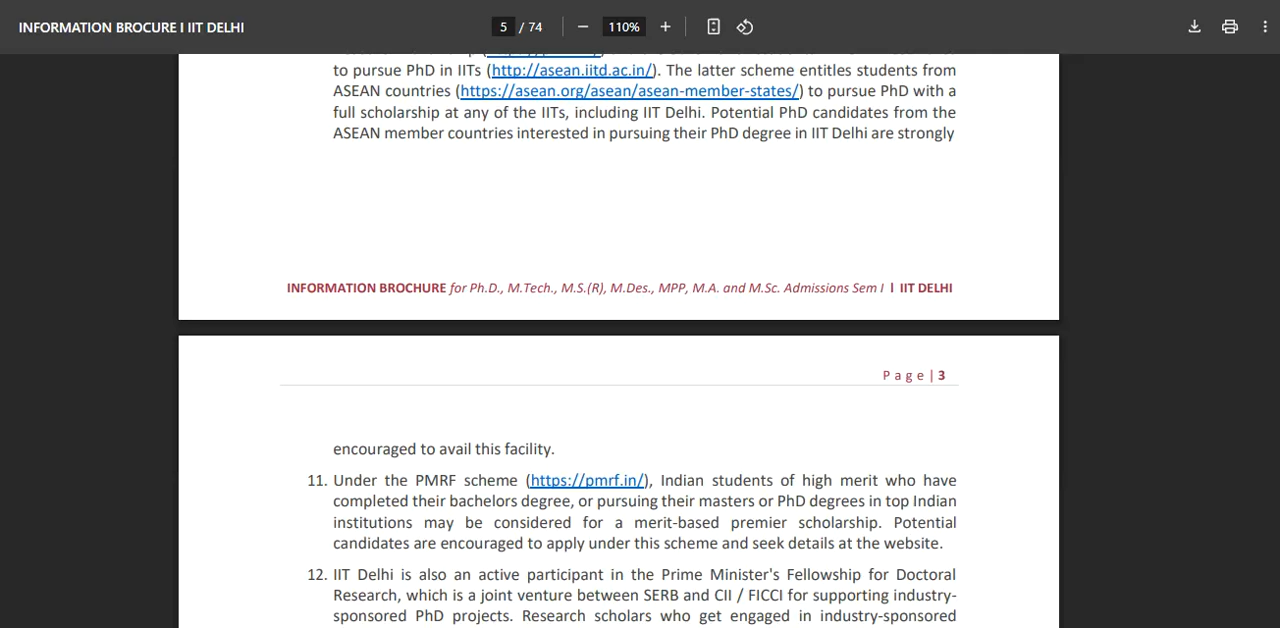 INFORMATION BROCURE I IIT DELHI
5 / 74
110%
to pursue PhD in IITs (http://asean.iitd.ac.in/). The latter scheme entitles students from
ASEAN countries (https://asean.org/asean/asean-member-states/) to pursue PhD with a
full scholarship at any of the IITs, including IIT Delhi. Potential PhD candidates from the
ASEAN member countries interested in pursuing their PhD degree in IIT Delhi are strongly
INFORMATION BROCHURE for Ph.D., M.Tech., M.S.(R), M.Des., MPP, M.A. and M.Sc. Admissions Sem I I IIT DELHI
Page|3
encouraged to avail this facility.
11. Under the PMRF scheme (https://pmrf.in/), Indian students of high merit who have
completed their bachelors degree, or pursuing their masters or PhD degrees in top Indian
institutions may be considered for a merit-based premier scholarship. Potential
candidates are encouraged to apply under this scheme and seek details at the website.
12. IIT Delhi is also an active participant in the Prime Minister's Fellowship for Doctoral
Research, which is a joint venture between SERB and CII / FICCI for supporting industry-
sponsored PhD projects. Research scholars who get engaged in industry-sponsored